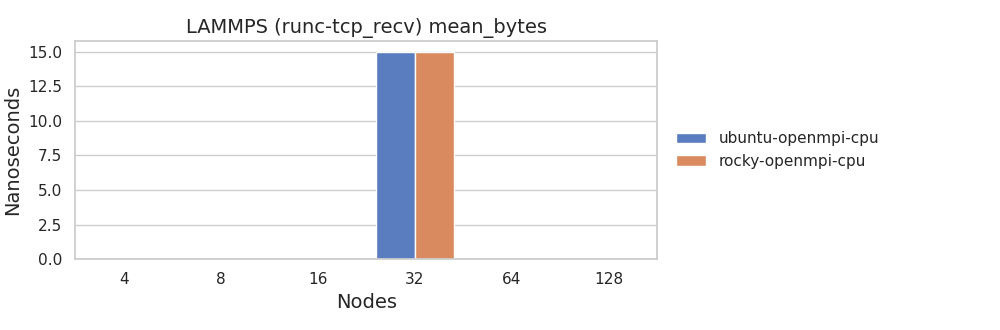 LAMMPS (runc-tcp_recv) mean_bytes
Nanoseconds
15.0
12.5
10.0
7.5
5.0
2.5
0.0
4 8 16 32 64 128
Nodes
ubuntu-openmpi-cpu
rocky-openmpi-cpu